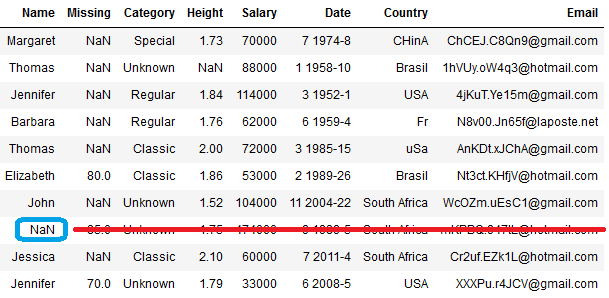 Name Missing Category Height Salary Date Country Email
Margaret NaN Special 1.73 70000 7 1974-8 CHinA ChCEJ.C8Qn9@gmail.com
Thomas NaN Unknown NaN 88000 1 1958-10 Brasil 1hVUy.oW4q3@hotmail.com
Jennifer NaN Regular 1.84 114000 3 1952-1 USA 4jKuT.Ye15m@gmail.com
Barbara NaN Regular 1.76 62000 6 1959-4 Fr N8v00.Jn65f@laposte.net
Thomas NaN Classic 2.00 72000 3 1985-15 uSa AnKDt.xJChA@gmail.com
Elizabeth 80.0 Classic 1.86 53000 2 1989-26 Brasil Nt3ct.KHfjV@hotmail.com
John NaN Unknown 1.52 104000 11 2004-22 South Africa WcOZm.uEsC1@gmail.com
NaN Unknown 1.75 South Africa
Jessica NaN Classic 2.10 60000 7 2011-4 South Africa Cr2uf.EZk1L@hotmail.com
Jennifer 70.0 Unknown 1.79 33000 6 2008-5 USA XXXPu.r4JCV@gmail.com